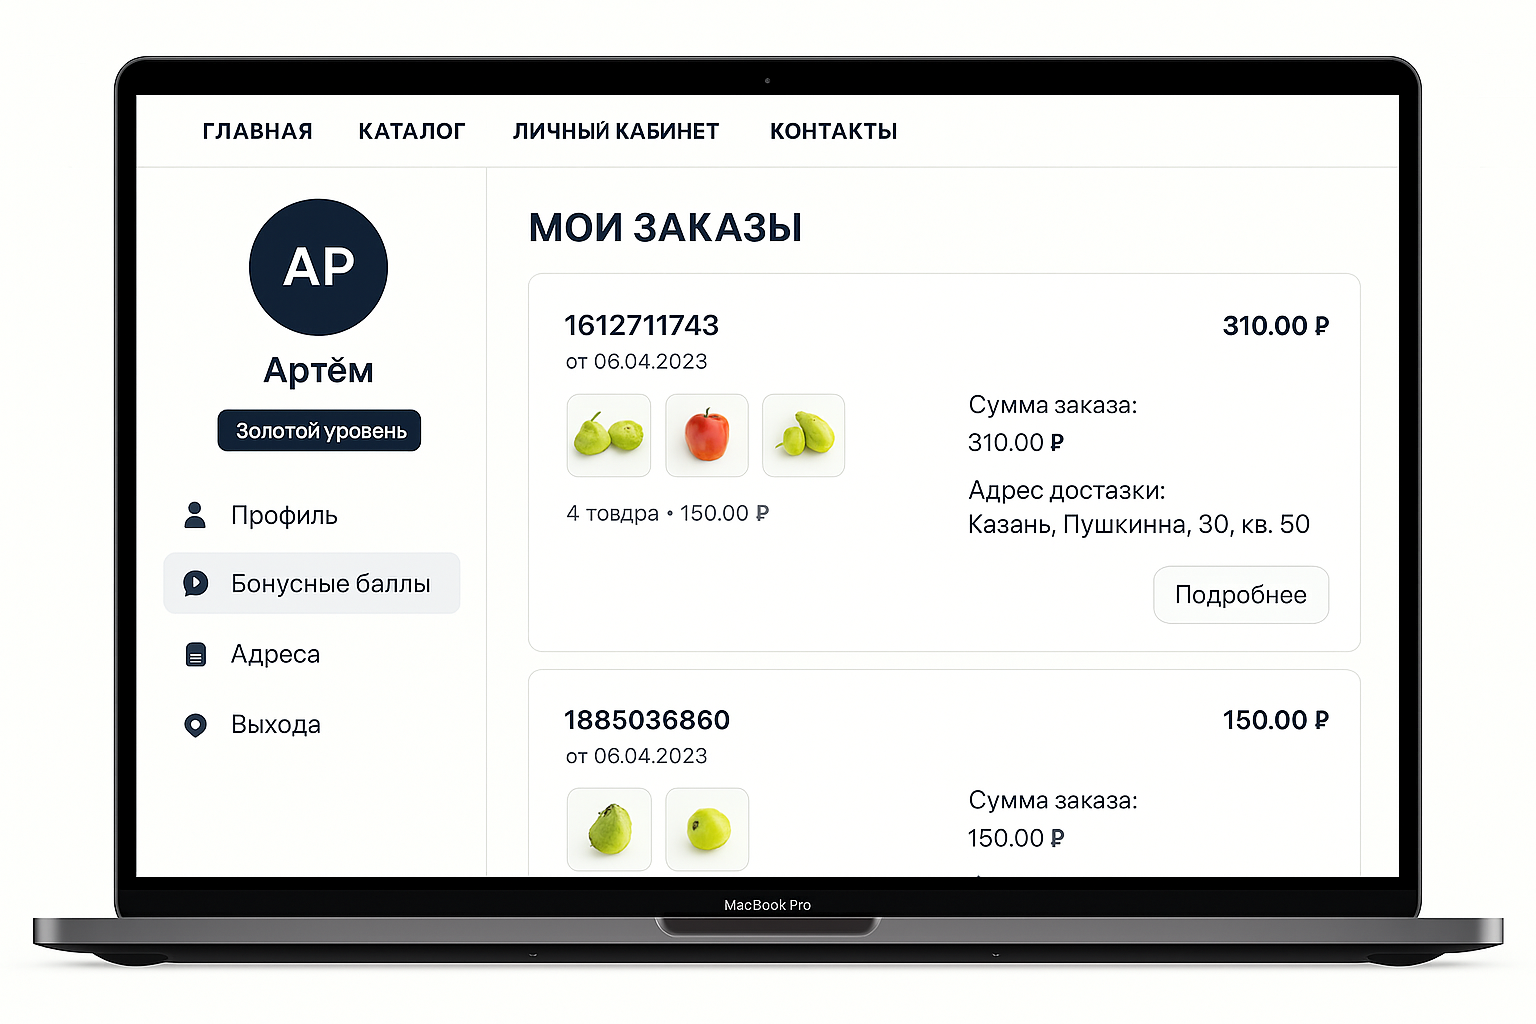 ГЛАВНАЯ КАТАЛОГ ЛИЧНЫЙ КАБИНЕТ КОНТАКТЫ
АР
Артём
Золотой уровень
Профиль
Бонусные баллы
Адреса
Выхода
МОИ ЗАКАЗЫ
1612711743
310.00 ₽
от 06.04.2023
4 товдра • 150.00 ₽
Сумма заказа:
310.00 ₽
Адрес достазки:
Казань, Пушкинна, 30, кв. 50
Подробнее
1885036860
150.00 ₽
от 06.04.2023
Сумма заказа:
150.00 ₽
MacBook Pro